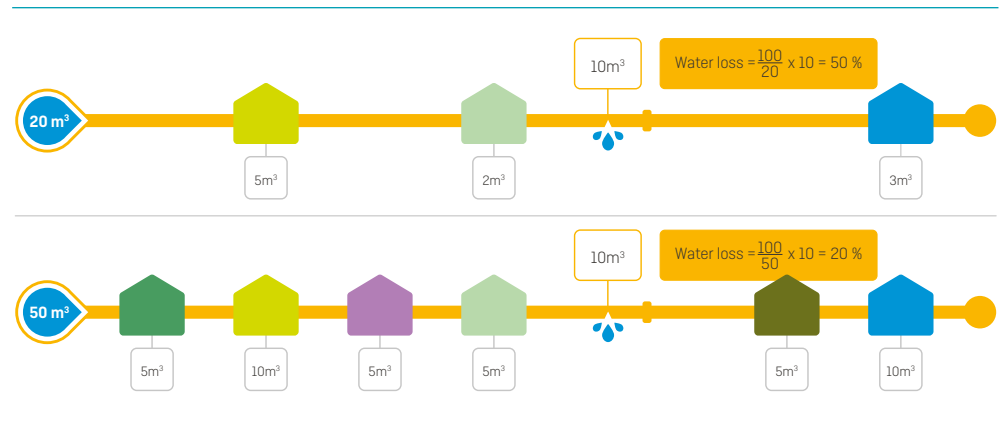 10m³
Water loss = 100/20 x 10 = 50 %
20 m³
5m³
2m³
3m³
10m³
Water loss = 100/50 x 10 = 20 %
50 m³
5m³
10m³
5m³
5m³
5m³
10m³